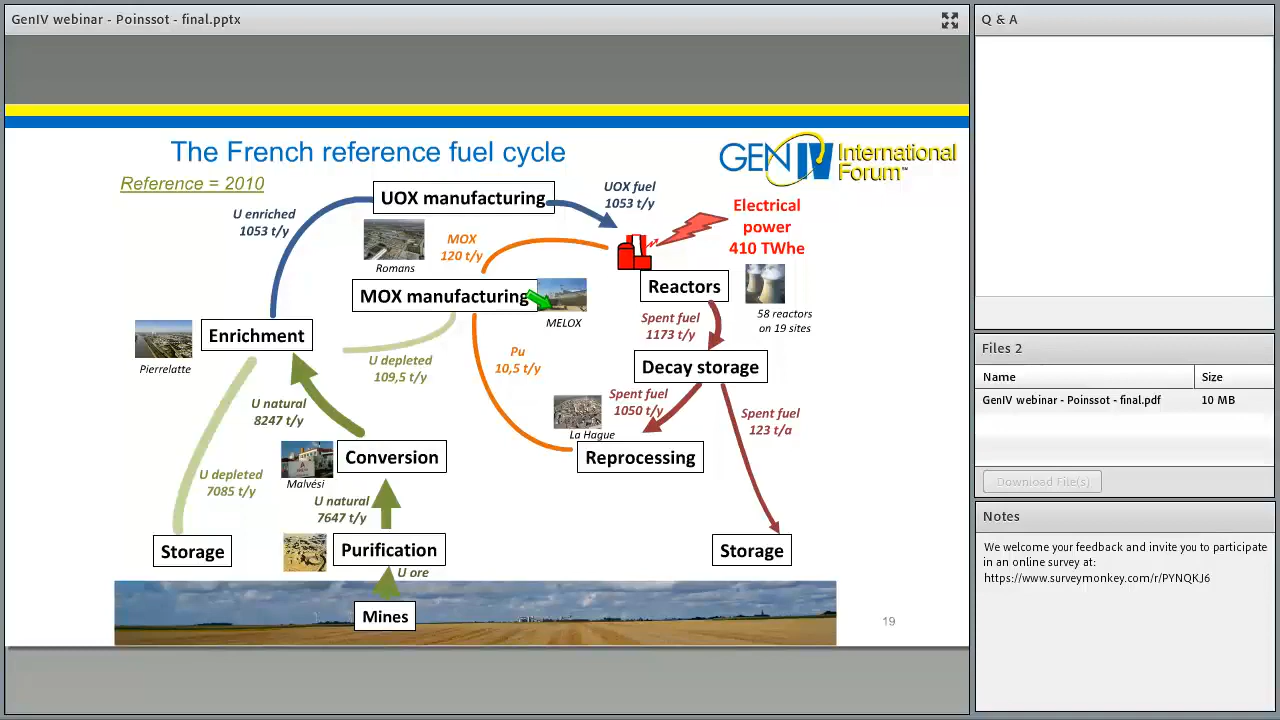 GenIV webinar - Poinssot - final.pptx
The French reference fuel cycle
GEN IV International
Forum™
Reference = 2010
U enriched
1053 t/y
UOX manufacturing
UOX fuel
1053 t/y
Electrical
power
410 TWhe
Romans
MOX
120 t/y
MOX manufacturing
MELOX
Reactors
58 reactors
on 19 sites
Spent fuel
1173 t/y
Enrichment
Pierrelatte
U depleted
109,5 t/y
Pu
10,5 t/y
Decay storage
U natural
8247 t/y
Spent fuel
1050 t/y
Spent fuel
123 t/a
La Hague
Conversion
Malvési
Reprocessing
U depleted
7085 t/y
U natural
7647 t/y
Storage
Purification
Storage
U ore
Mines
19
Q & A
Files 2
Name Size
GenIV webinar - Poinssot - final.pdf 10 MB
Download File(s)
Notes
We welcome your feedback and invite you to participate
in an online survey at:
https://www.surveymonkey.com/r/PYNQKJ6